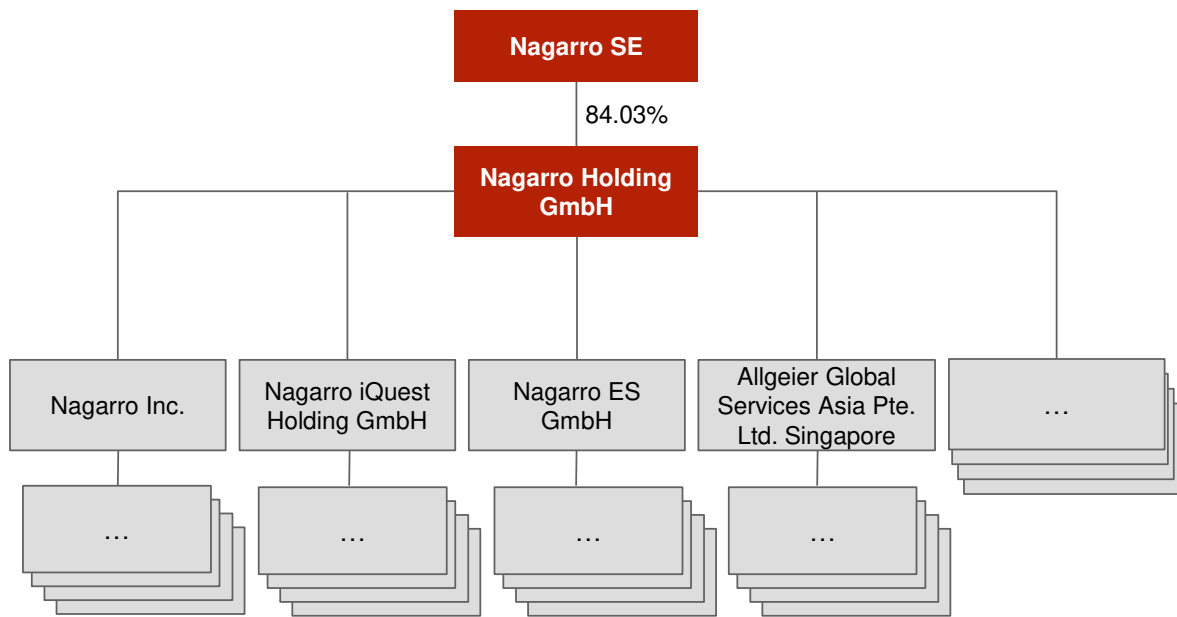 Nagarro SE
84.03%
Nagarro Holding
GmbH
Nagarro Inc.
Nagarro iQuest
Holding GmbH
Nagarro ES
GmbH
Allgeier Global
Services Asia Pte.
Ltd. Singapore
…
…
…
…
…